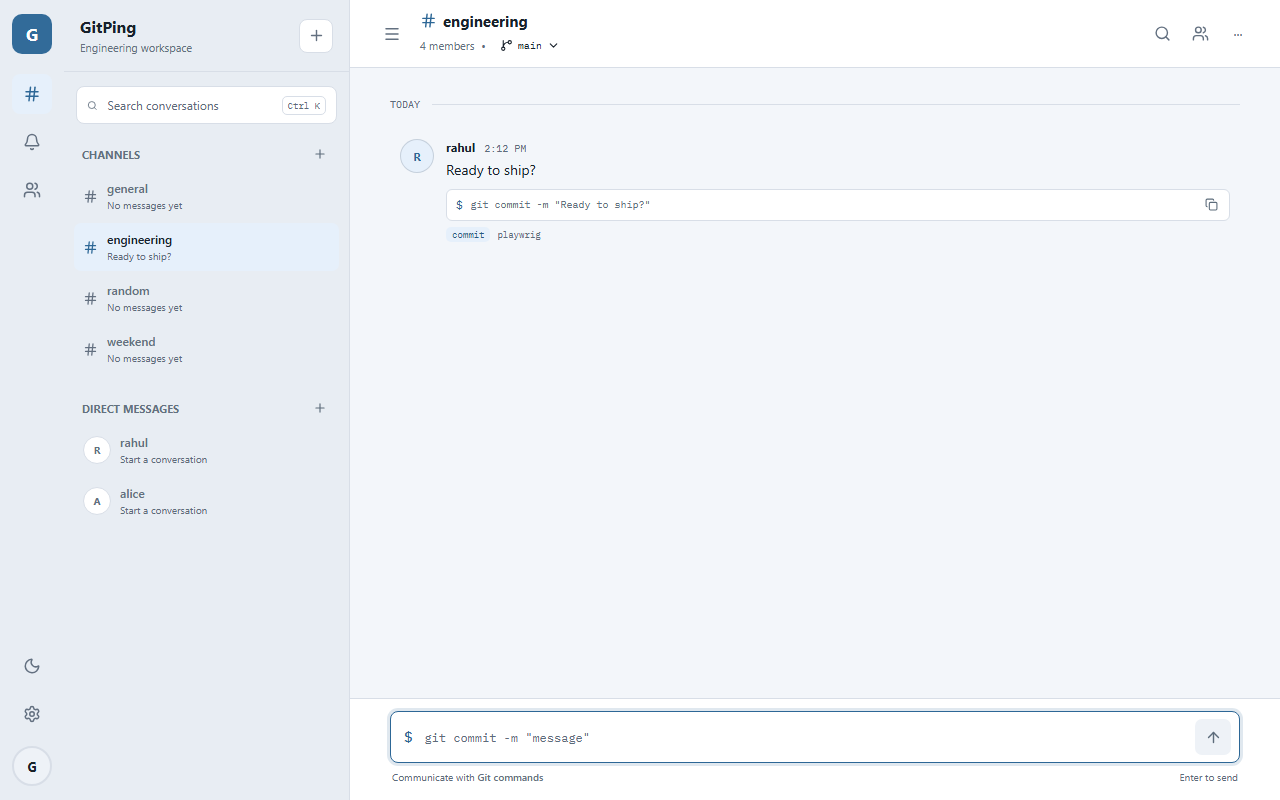 G
GitPing
Engineering workspace
Search conversations
Ctrl K
CHANNELS
general
No messages yet
engineering
Ready to ship?
random
No messages yet
weekend
No messages yet
DIRECT MESSAGES
R
rahul
Start a conversation
A
alice
Start a conversation
G
# engineering
4 members • main
TODAY
R
rahul 2:12 PM
Ready to ship?
$ git commit -m "Ready to ship?"
commit playwrig
$ git commit -m "message"
Communicate with Git commands
Enter to send